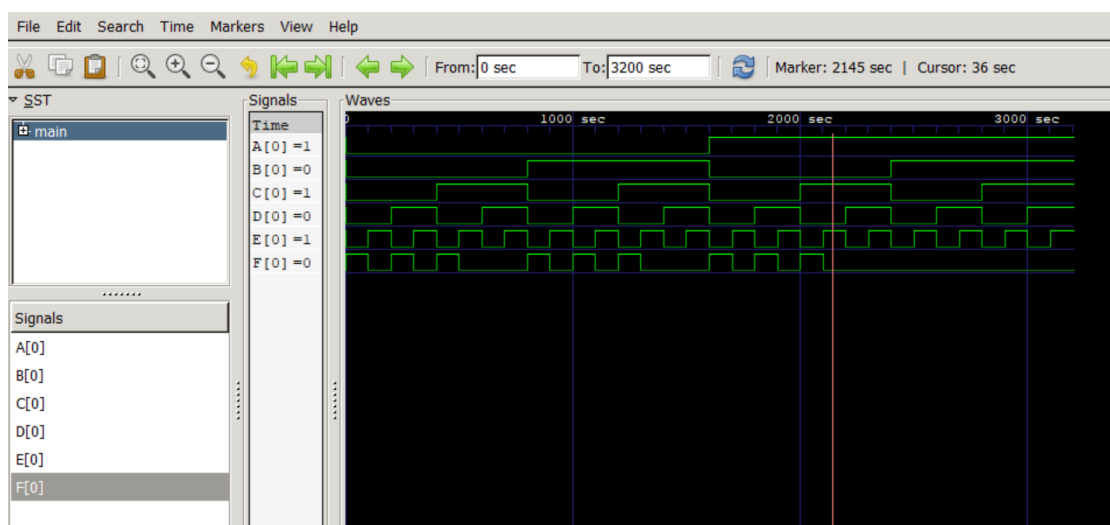 File Edit Search Time Markers View Help
From: 0 sec To: 3200 sec Marker: 2145 sec | Cursor: 36 sec
SST
main
Signals
Time
A[0] =1
B[0] =0
C[0] =1
D[0] =0
E[0] =1
F[0] =0
Waves
1000 sec 2000 sec 3000 sec
Signals
A[0]
B[0]
C[0]
D[0]
E[0]
F[0]